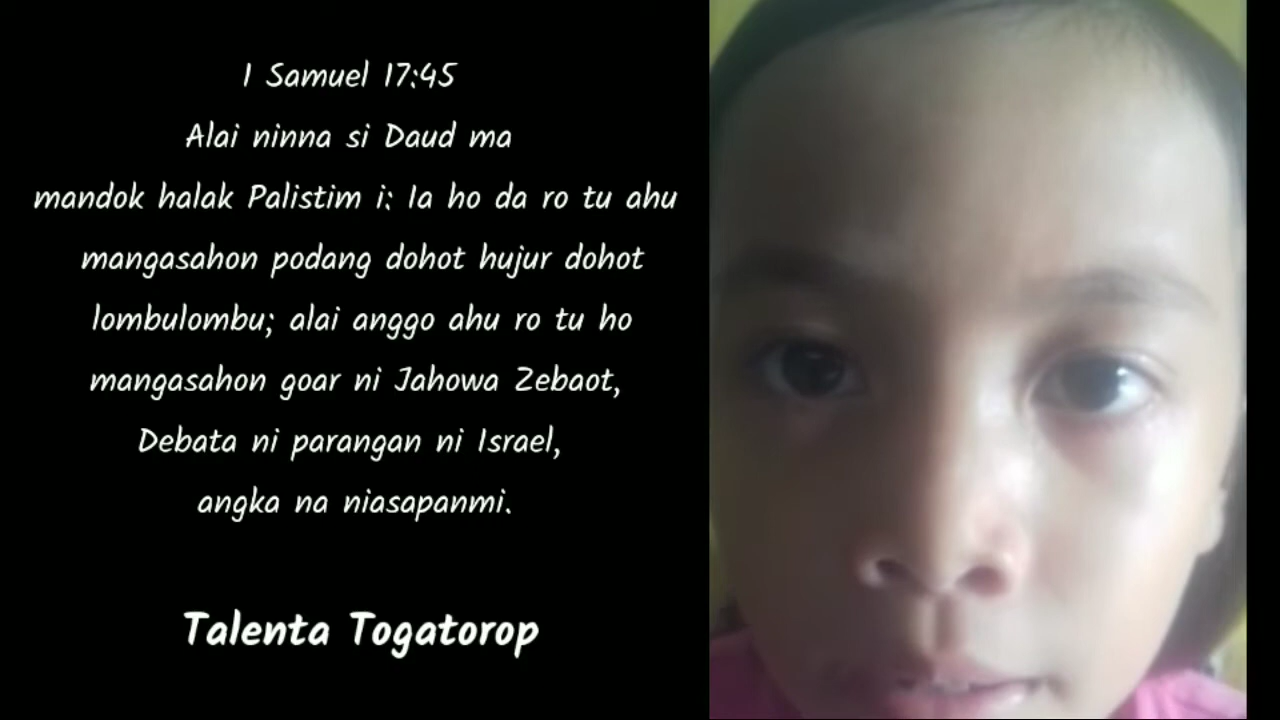 1 Samuel 17:45
Alai ninna si Daud ma
mandok halak Palistim i: Ia ho da ro tu ahu
mangasahon podang dohot hujur dohot
lombulombu; alai anggo ahu ro tu ho
mangasahon goar ni Jahowa Zebaot,
Debata ni parangan ni Israel,
angka na niasapanmi.
Talenta Togatorop